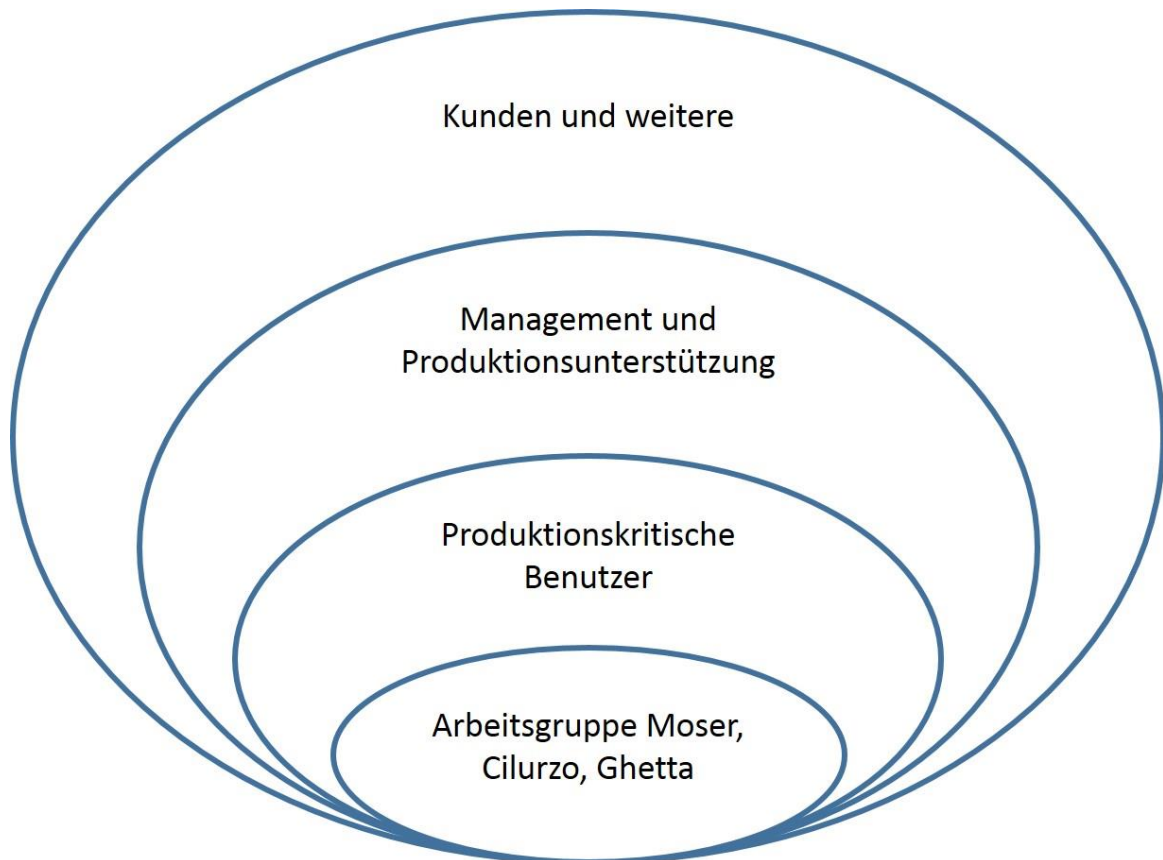 Kunden und weitere
Management und
Produktionsunterstützung
Produktionskritische
Benutzer
Arbeitsgruppe Moser,
Cilurzo, Ghetta